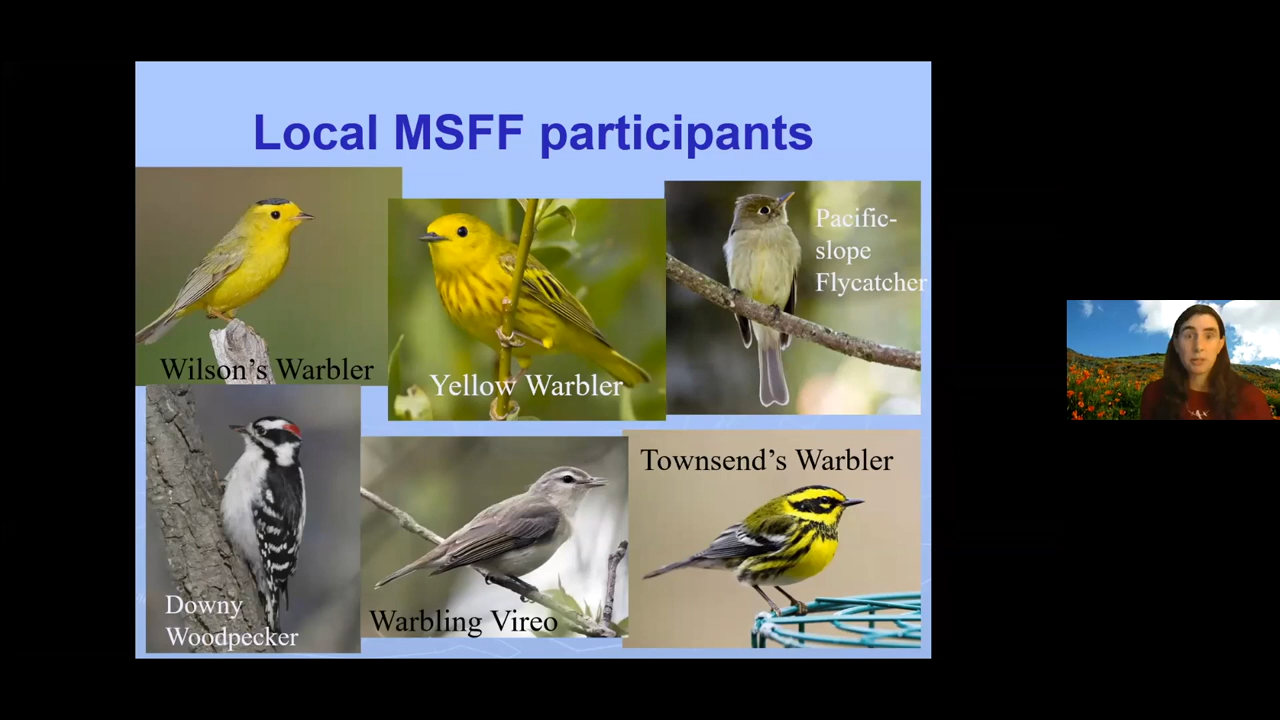 Local MSFF participants
Wilson's Warbler
Yellow Warbler
Pacific-
slope
Flycatcher
Downy
Woodpecker
Warbling Vireo
Townsend's Warbler